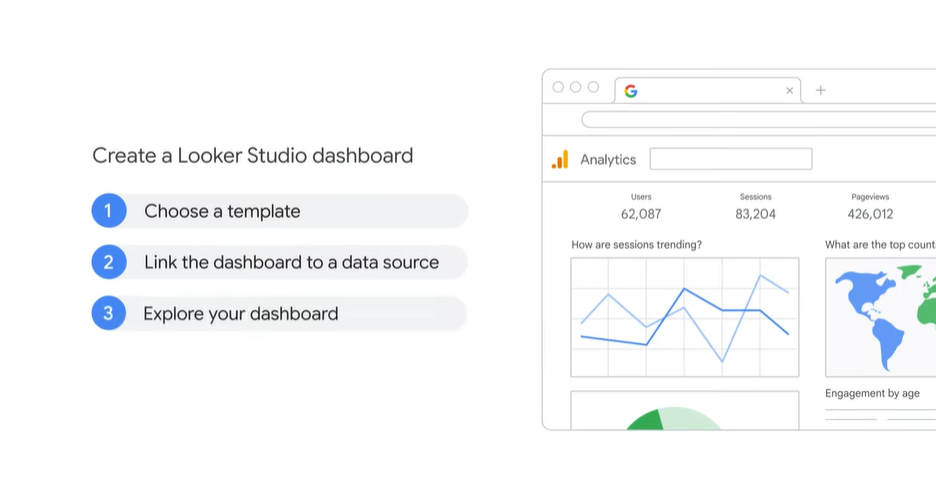 Create a Looker Studio dashboard
1 Choose a template
2 Link the dashboard to a data source
3 Explore your dashboard
Analytics
Users Sessions Pageviews
62,087 83,204 426,012
How are sessions trending? What are the top count
Engagement by age